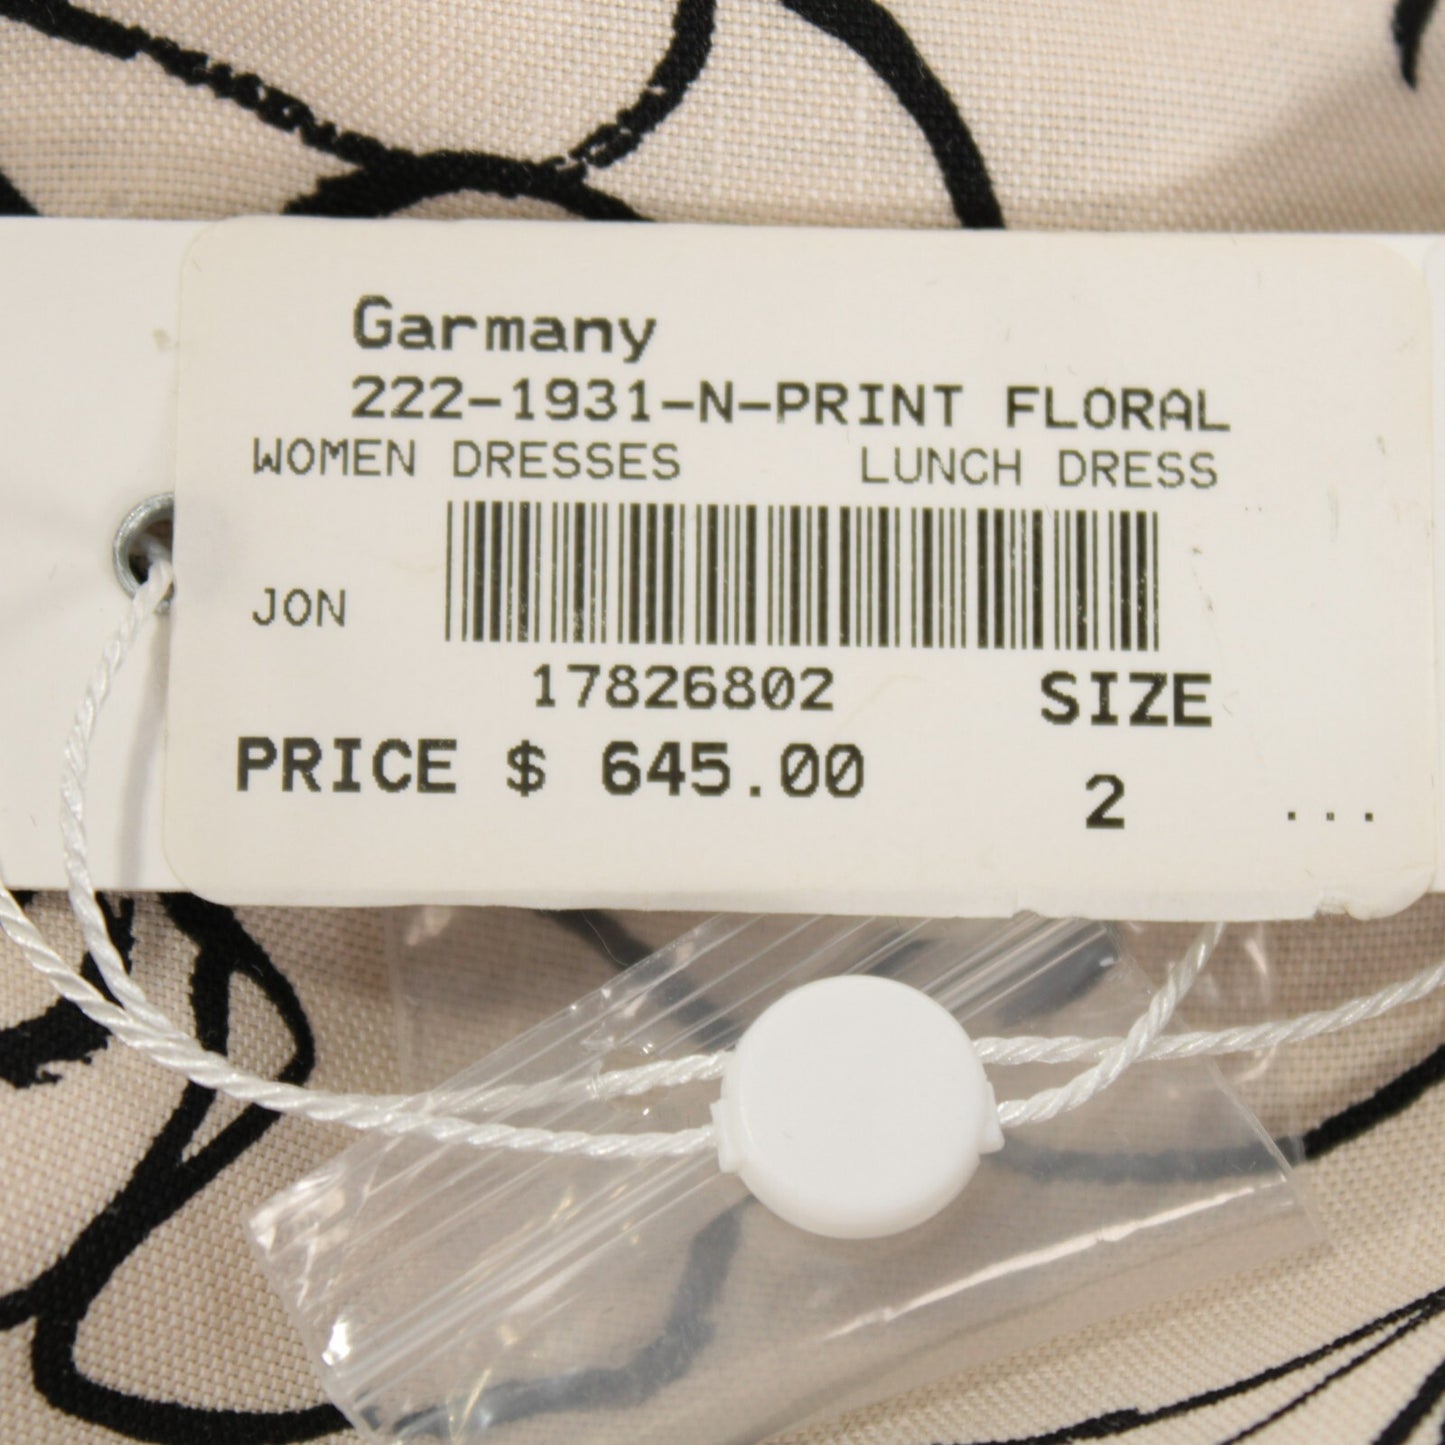 Garmany
222-1931-N-PRINT FLORAL
WOMEN DRESSES LUNCH DRESS
JON
17826802 SIZE
PRICE $ 645.00 2 ...